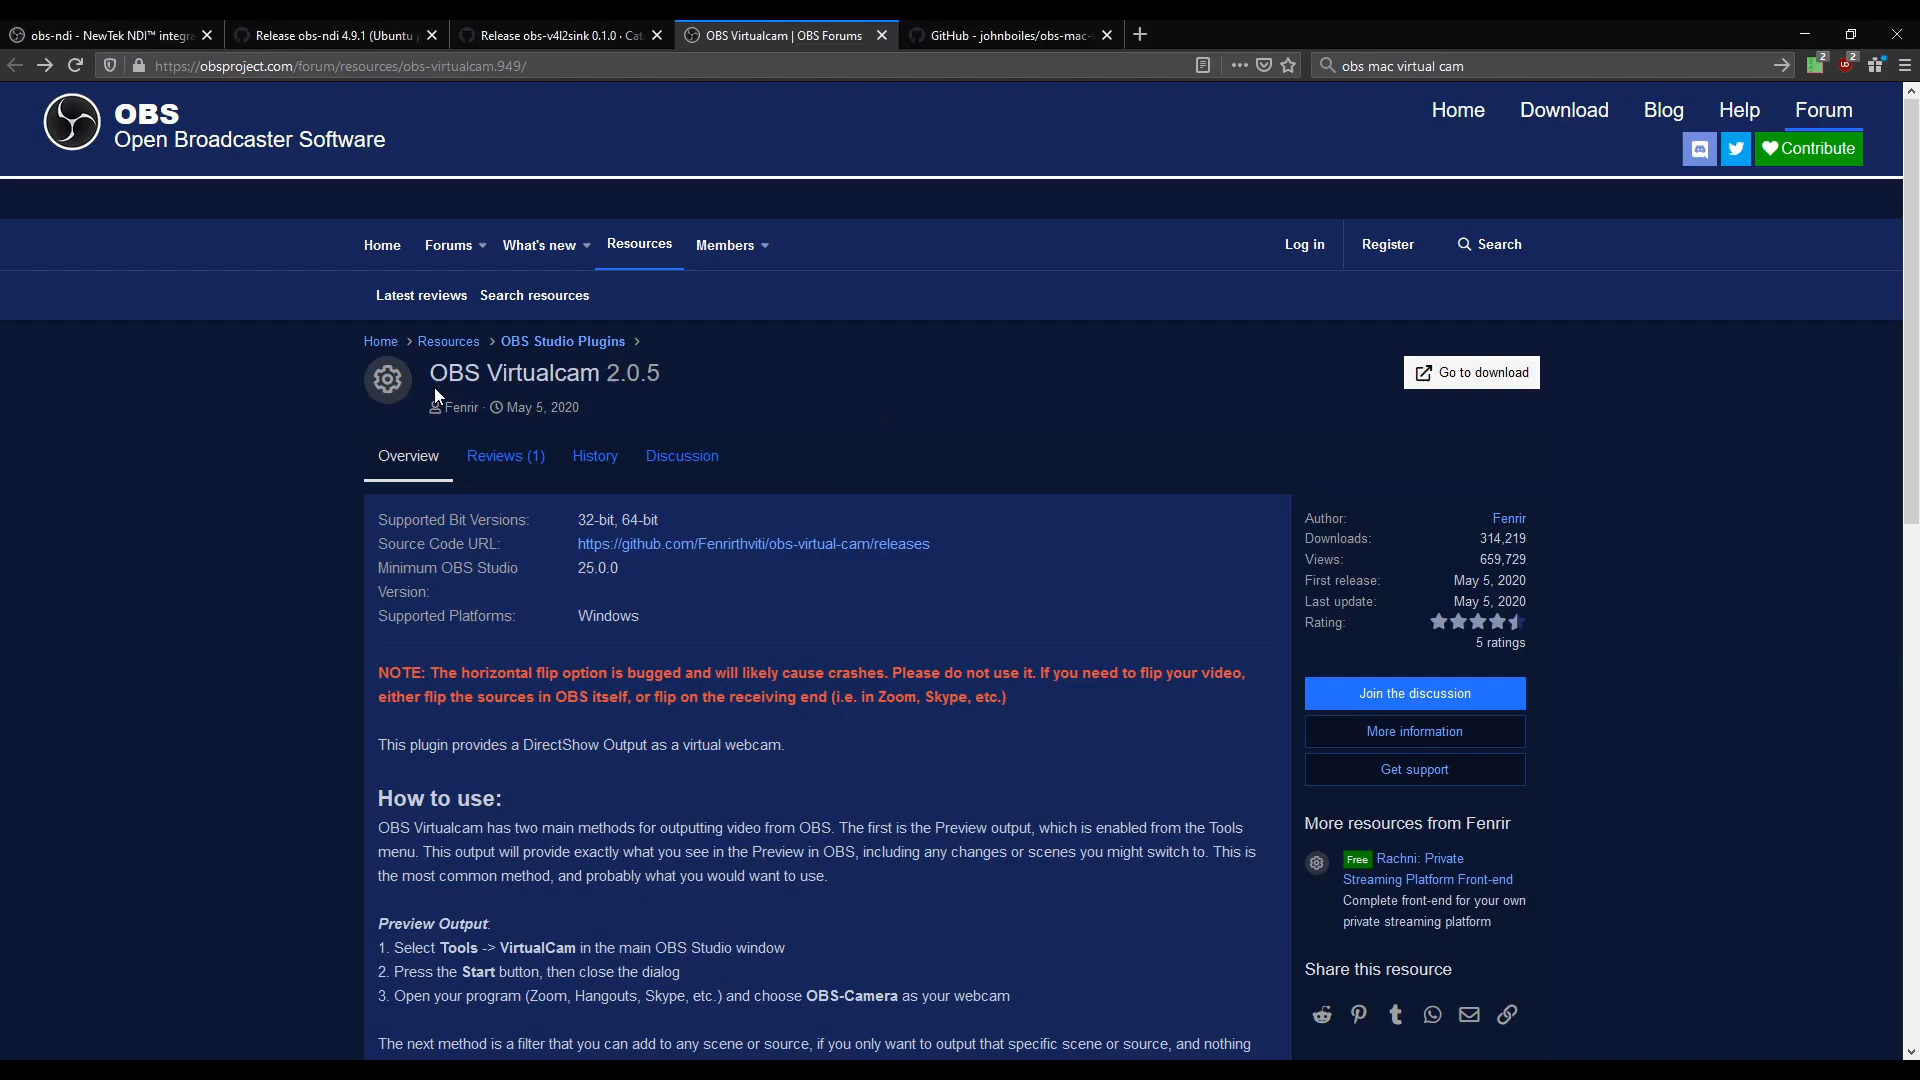 obs-ndi - NewTek NDI™ integr
Release obs-ndi 4.9.1 (Ubuntu
Release obs-v4l2sink 0.1.0 · Cat
OBS Virtualcam | OBS Forums
GitHub - johnboiles/obs-mac-
https://obsproject.com/forum/resources/obs-virtualcam.949/
obs mac virtual cam
2
2
OBS
Open Broadcaster Software
Home
Download
Blog
Help
Forum
Contribute
Home
Forums
What's new
Resources
Members
Log in
Register
Search
Latest reviews
Search resources
Home > Resources > OBS Studio Plugins >
OBS Virtualcam 2.0.5
Go to download
Fenrir · May 5, 2020
Overview
Reviews (1)
History
Discussion
Supported Bit Versions: 32-bit, 64-bit
Source Code URL: https://github.com/Fenrirthviti/obs-virtual-cam/releases
Minimum OBS Studio 25.0.0
Version:
Supported Platforms: Windows
NOTE: The horizontal flip option is bugged and will likely cause crashes. Please do not use it. If you need to flip your video,
either flip the sources in OBS itself, or flip on the receiving end (i.e. in Zoom, Skype, etc.)
This plugin provides a DirectShow Output as a virtual webcam.
How to use:
OBS Virtualcam has two main methods for outputting video from OBS. The first is the Preview output, which is enabled from the Tools
menu. This output will provide exactly what you see in the Preview in OBS, including any changes or scenes you might switch to. This is
the most common method, and probably what you would want to use.
Preview Output:
1. Select Tools -> VirtualCam in the main OBS Studio window
2. Press the Start button, then close the dialog
3. Open your program (Zoom, Hangouts, Skype, etc.) and choose OBS-Camera as your webcam
The next method is a filter that you can add to any scene or source, if you only want to output that specific scene or source, and nothing
Author: Fenrir
Downloads: 314,219
Views: 659,729
First release: May 5, 2020
Last update: May 5, 2020
Rating:
5 ratings
Join the discussion
More information
Get support
More resources from Fenrir
Free Rachni: Private
Streaming Platform Front-end
Complete front-end for your own
private streaming platform
Share this resource